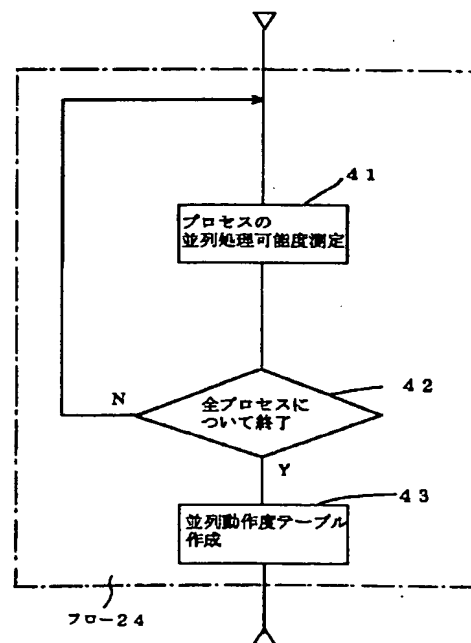 41
プロセスの
並列処理可能度測定
42
N
全プロセスに
ついて終了
Y
43
並列動作度テーブル
作成
フロー24